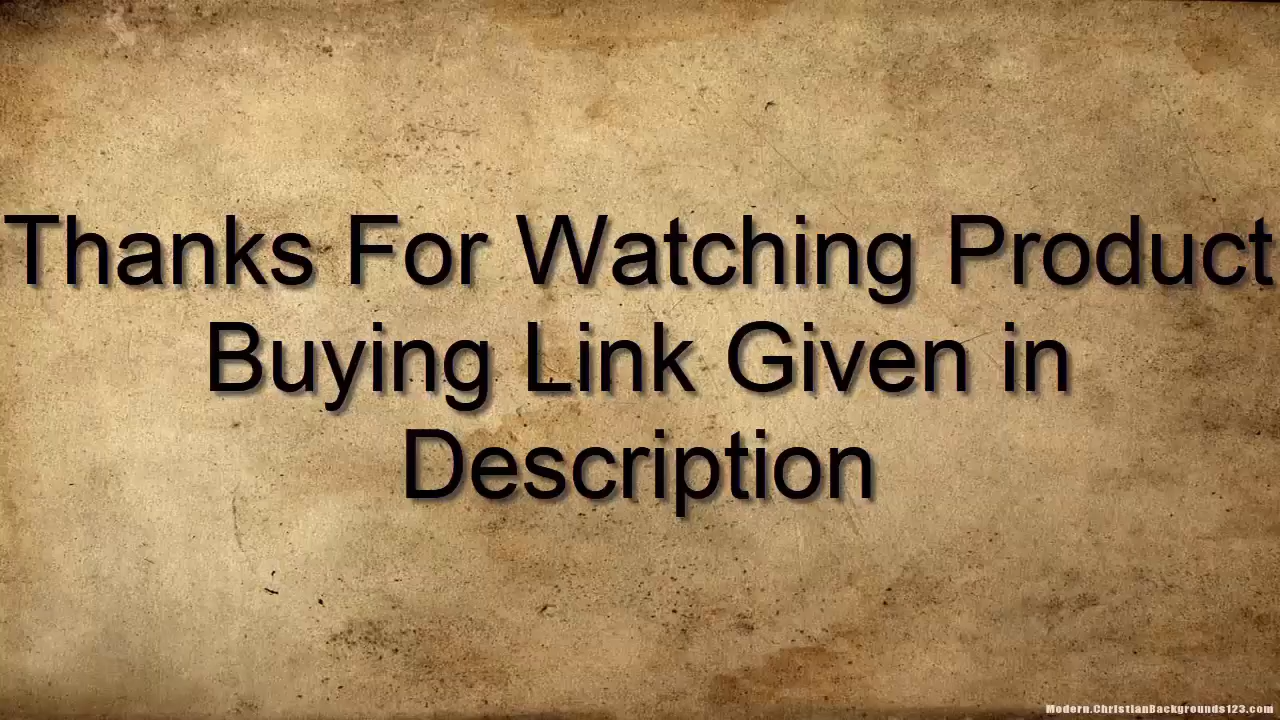 Thanks For Watching Product
Buying Link Given in
Description
Modern.ChristianBackgrounds123.com